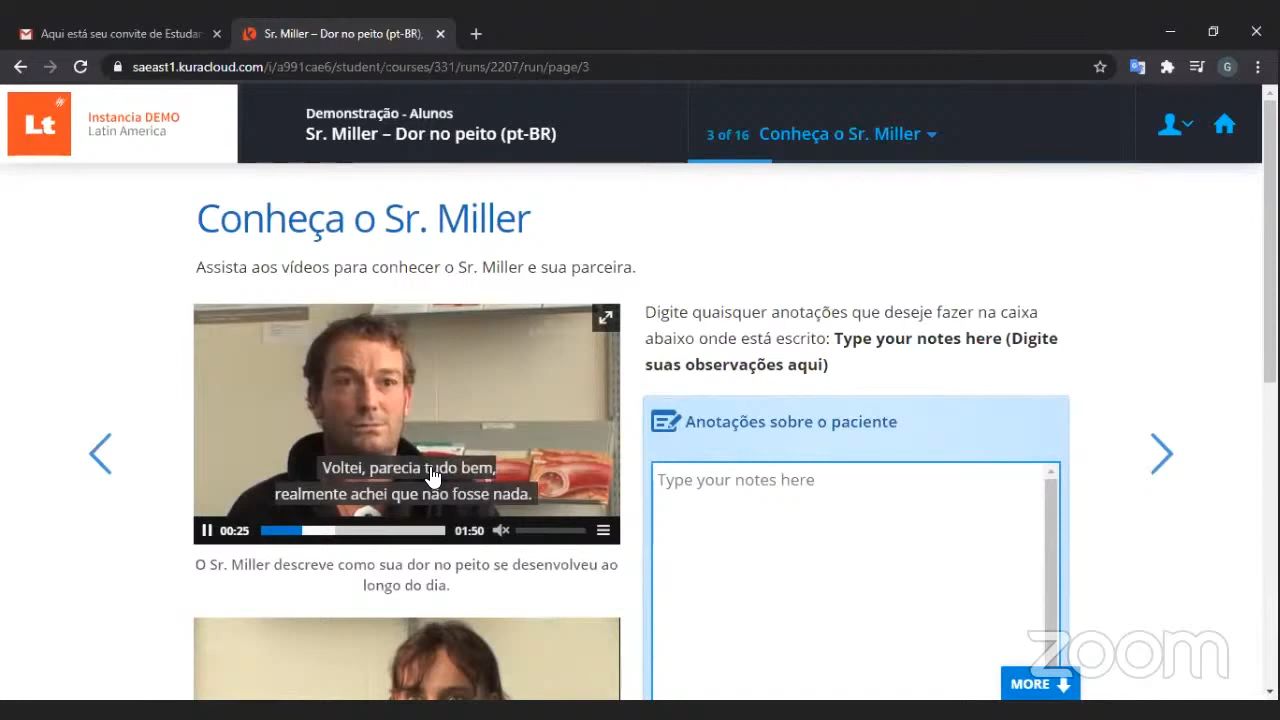 Aqui está seu convite de Estudan
Sr. Miller – Dor no peito (pt-BR),
saeast1.kuracloud.com/i/a991cae6/student/courses/331/runs/2207/run/page/3
G
Lt
Instancia DEMO
Latin America
Demonstração - Alunos
Sr. Miller – Dor no peito (pt-BR)
3 of 16 Conheça o Sr. Miller
Conheça o Sr. Miller
Assista aos vídeos para conhecer o Sr. Miller e sua parceira.
Voltei, parecia tudo bem,
realmente achei que não fosse nada.
00:25
01:50
O Sr. Miller descreve como sua dor no peito se desenvolveu ao
longo do dia.
Digite quaisquer anotações que deseje fazer na caixa
abaixo onde está escrito: Type your notes here (Digite
suas observações aqui)
Anotações sobre o paciente
Type your notes here
MORE
zoom